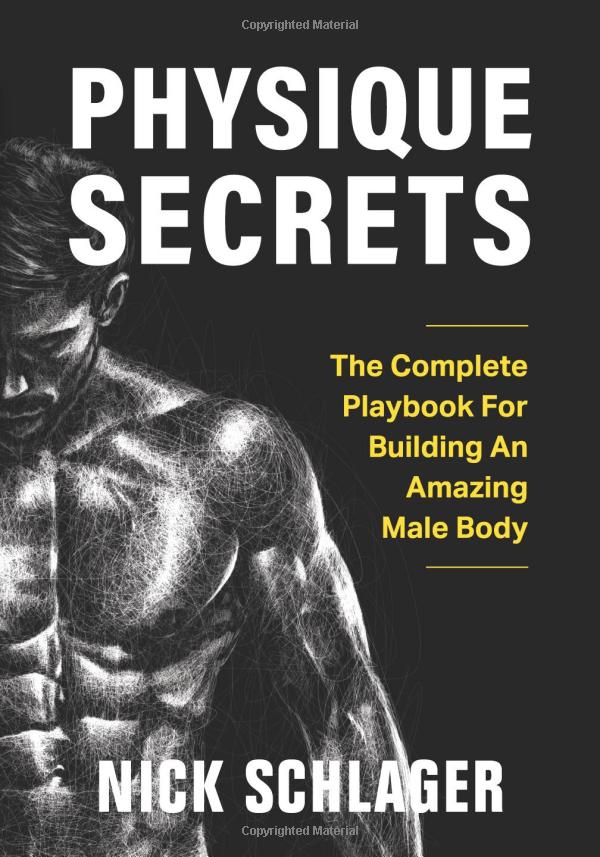 Copyrighted Material
PHYSIQUE
SECRETS
The Complete
Playbook For
Building An
Amazing
Male Body
NICK SCHLAGER
Copyrighted Material